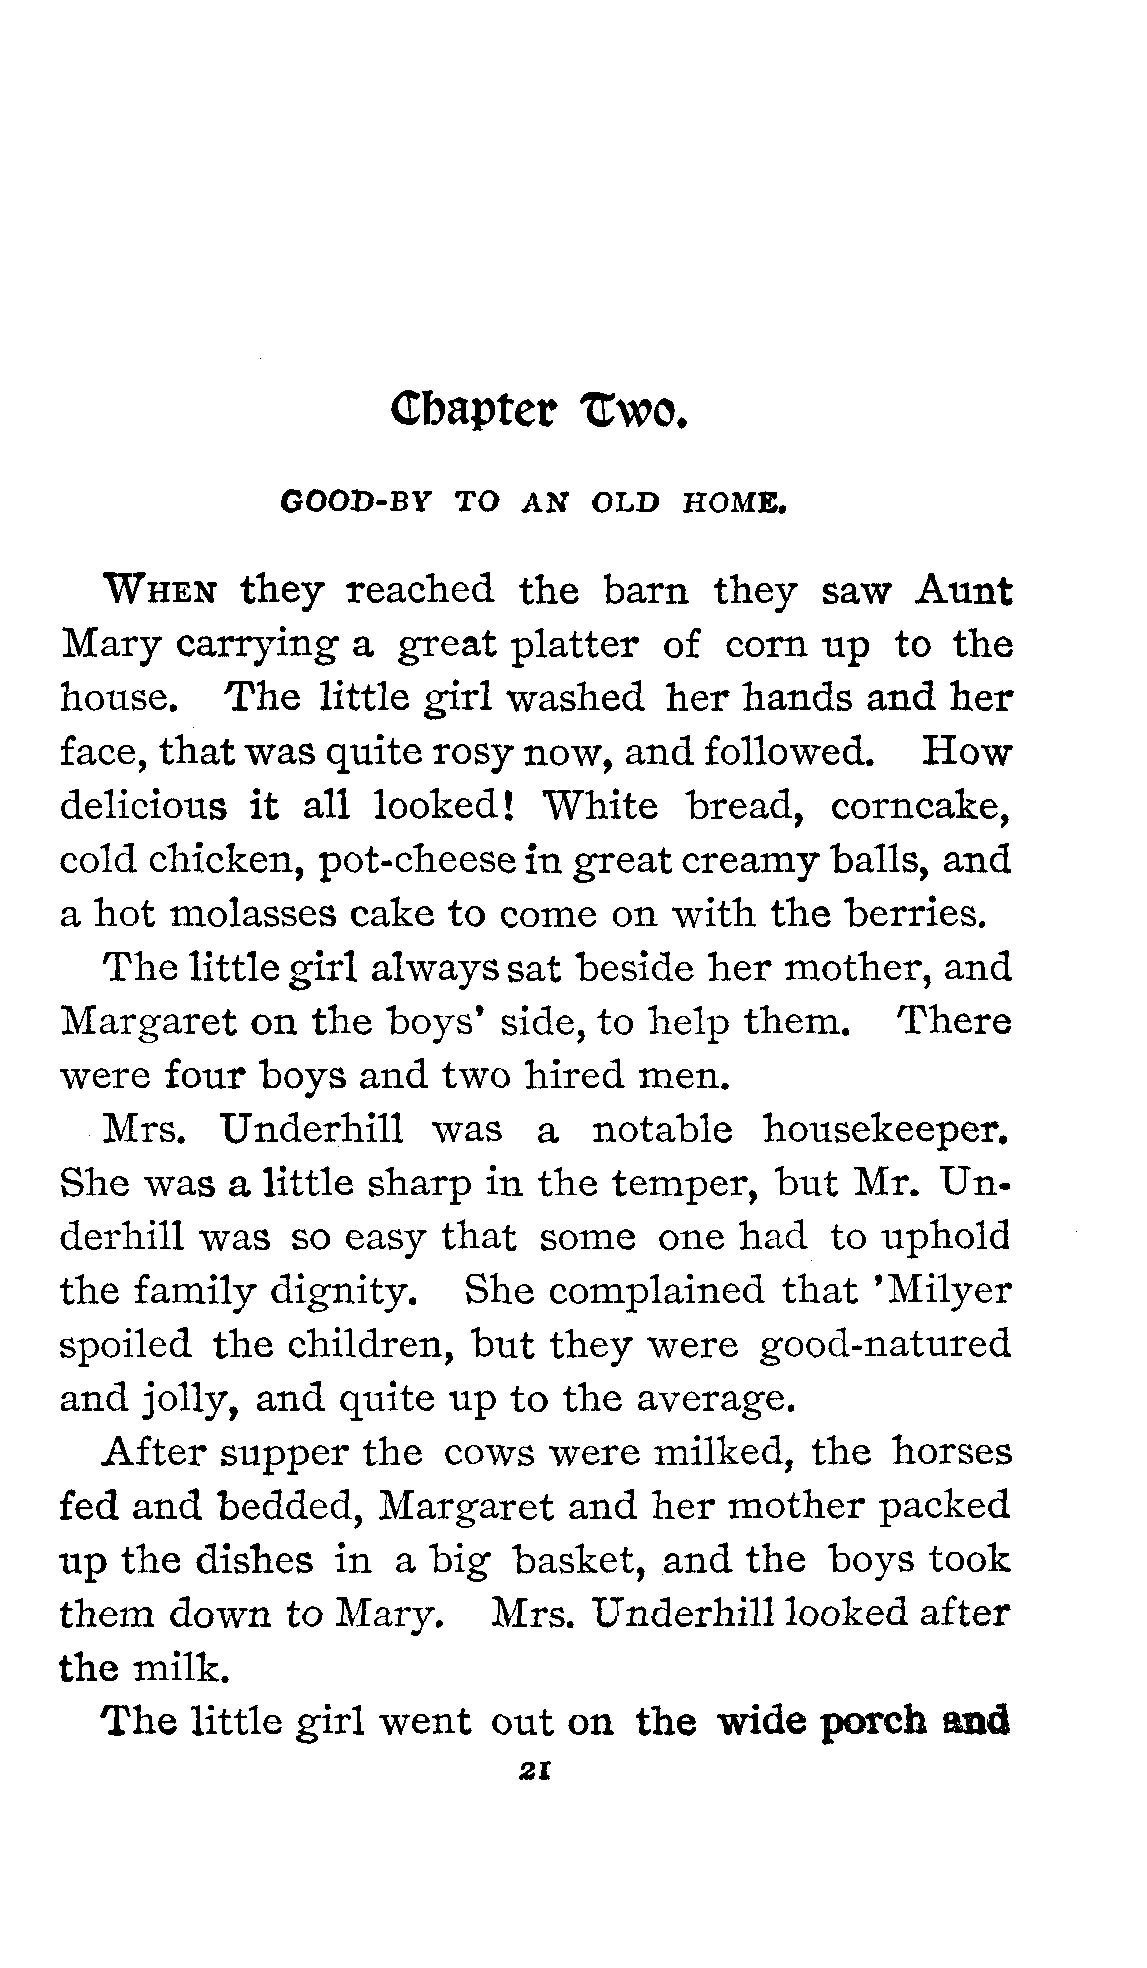 Chapter Two.
GOOD-BY TO AN OLD HOME.
WHEN they reached the barn they saw Aunt
Mary carrying a great platter of corn up to the
house. The little girl washed her hands and her
face, that was quite rosy now, and followed. How
delicious it all looked! White bread, corncake,
cold chicken, pot-cheese in great creamy balls, and
a hot molasses cake to come on with the berries.
The little girl always sat beside her mother, and
Margaret on the boys' side, to help them. There
were four boys and two hired men.
Mrs. Underhill was a notable housekeeper.
She was a little sharp in the temper, but Mr. Un-
derhill was so easy that some one had to uphold
the family dignity. She complained that 'Milyer
spoiled the children, but they were good-natured
and jolly, and quite up to the average.
After supper the cows were milked, the horses
fed and bedded, Margaret and her mother packed
up the dishes in a big basket, and the boys took
them down to Mary. Mrs. Underhill looked after
the milk.
The little girl went out on the wide porch and
21